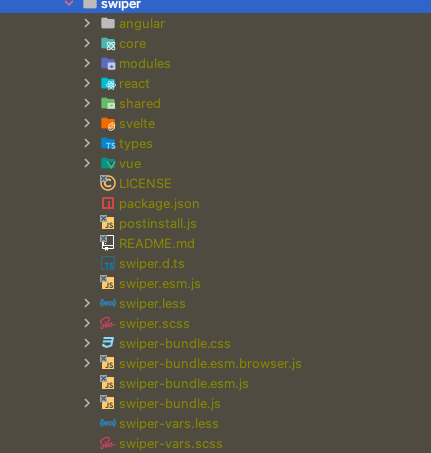 swiper
angular
core
modules
react
shared
svelte
types
vue
LICENSE
package.json
postinstall.js
README.md
swiper.d.ts
swiper.esm.js
swiper.less
swiper.scss
swiper-bundle.css
swiper-bundle.esm.browser.js
swiper-bundle.esm.js
swiper-bundle.js
swiper-vars.less
swiper-vars.scss